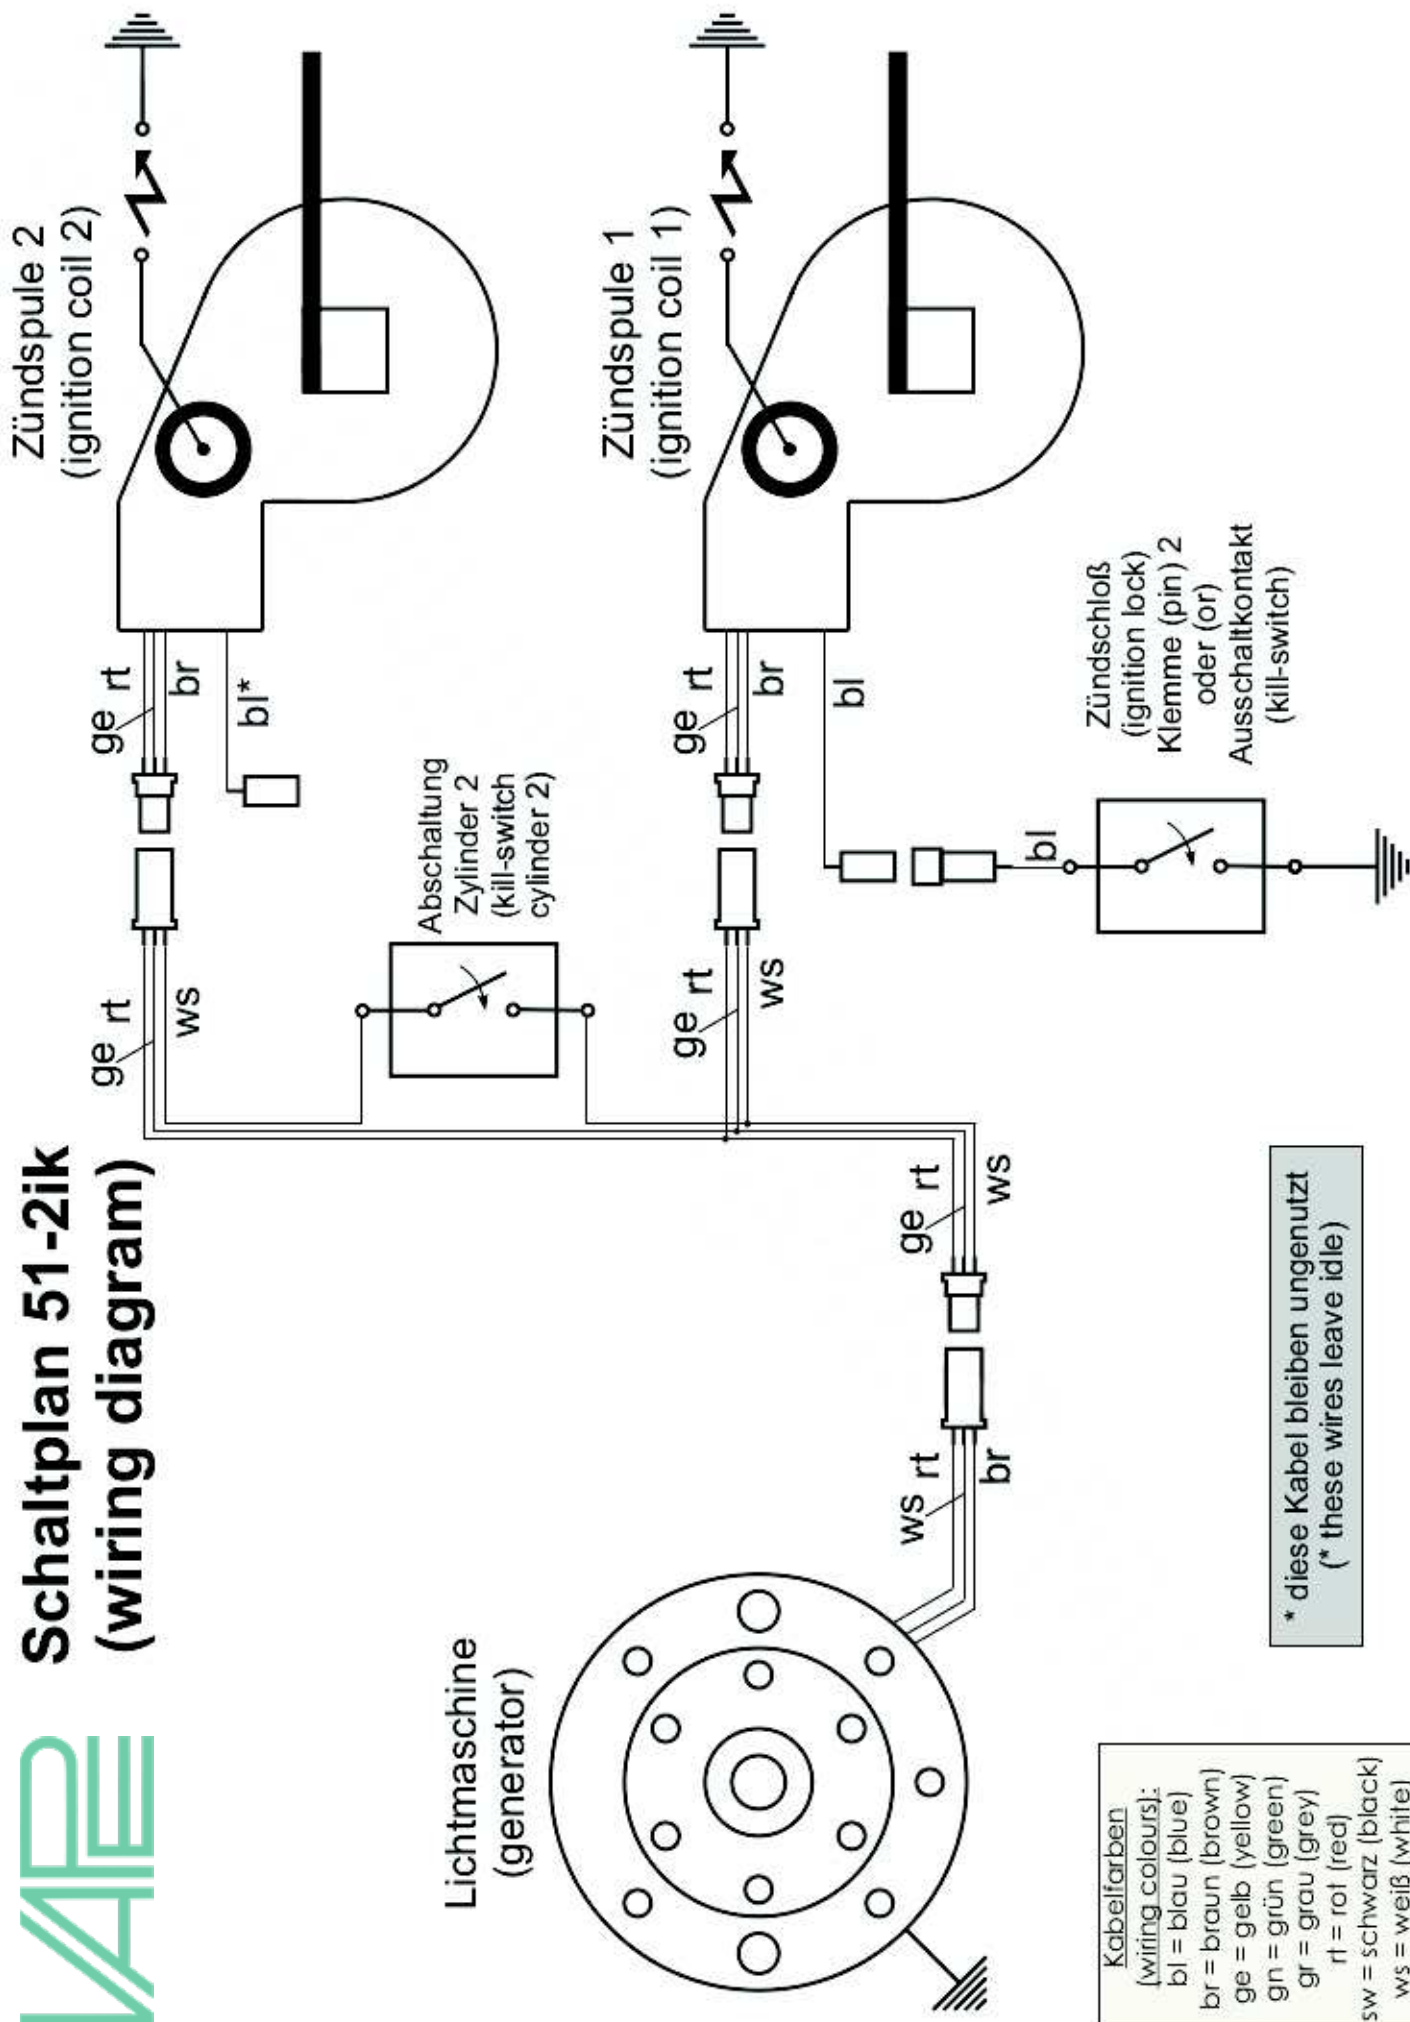 VAPE
Schaltplan 51-2ik
(wiring diagram)
Zündspule 2
(ignition coil 2)
ge rt
br
bl*
ge rt
ws
Abschaltung
Zylinder 2
(kill-switch
cylinder 2)
Zündspule 1
(ignition coil 1)
ge rt
br
bl
ge rt
ws
bl
Zündschloß
(ignition lock)
Klemme (pin) 2
oder (or)
Ausschaltkontakt
(kill-switch)
Lichtmaschine
(generator)
ws rt
br
ge rt
ws
Kabelfarben
(wiring colours):
bl = blau (blue)
br = braun (brown)
ge = gelb (yellow)
gn = grün (green)
gr = grau (grey)
rt = rot (red)
sw = schwarz (black)
ws = weiß (white)
* diese Kabel bleiben ungenutzt
(* these wires leave idle)